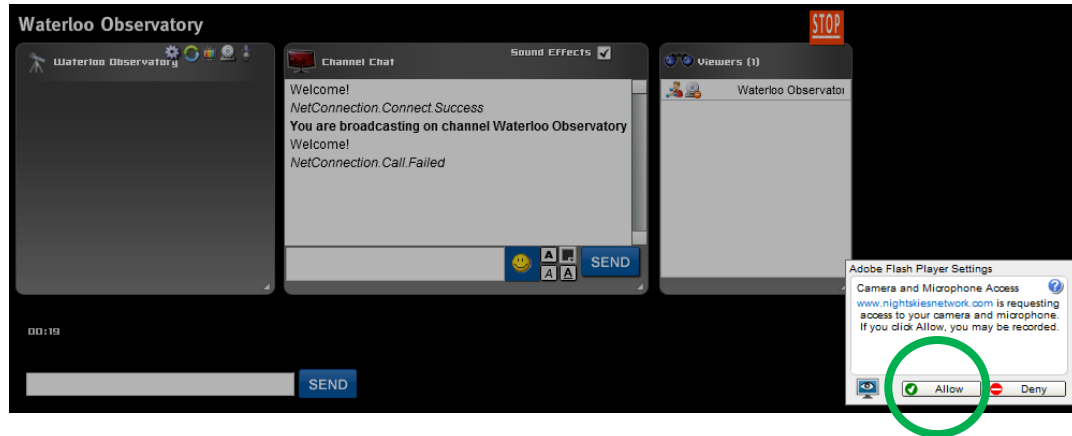 Waterloo Observatory
STOP
Waterloo Observatory
Channel Chat
Sound Effects
Viewers (1)
Welcome!
NetConnection.Connect.Success
You are broadcasting on channel Waterloo Observatory
Welcome!
NetConnection.Call.Failed
Waterloo Observator
A
A A
SEND
Adobe Flash Player Settings
Camera and Microphone Access
www.nightskiesnetwork.com is requesting
access to your camera and microphone.
If you click Allow, you may be recorded.
Allow
Deny
00:19
SEND